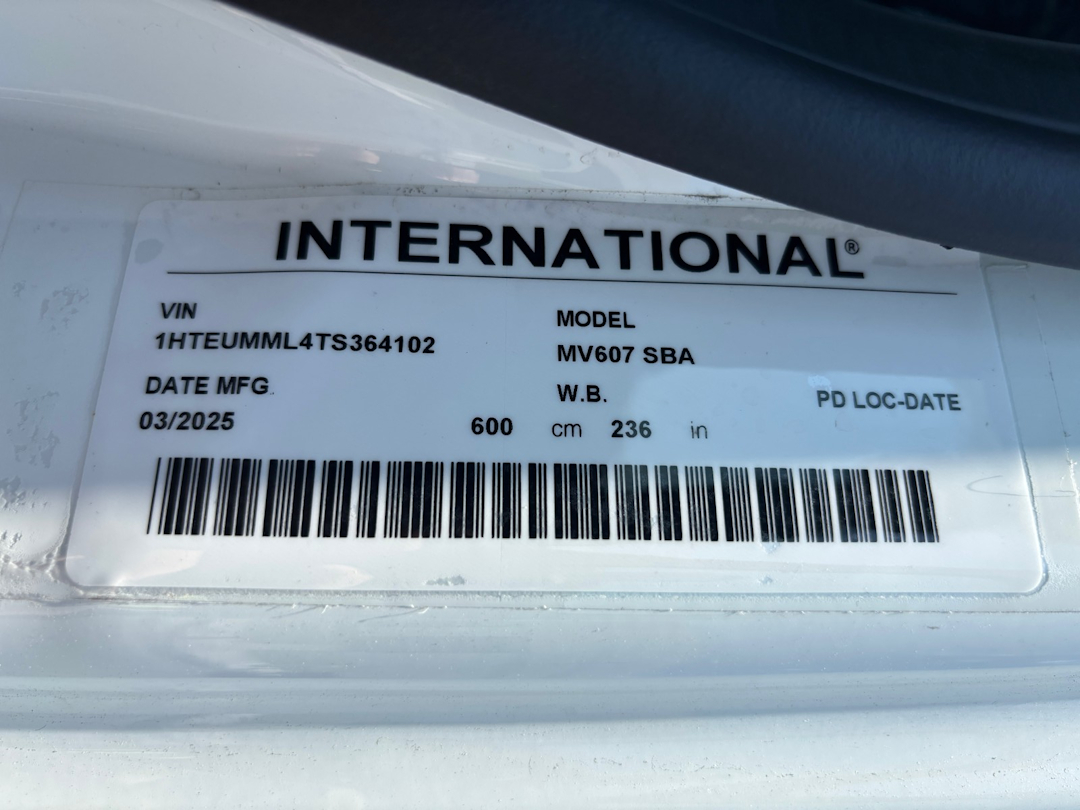 INTERNATIONAL®
VIN
1HTEUMML4TS364102
MODEL
MV607 SBA
DATE MFG.
03/2025
W.B.
600 cm 236 in
PD LOC-DATE